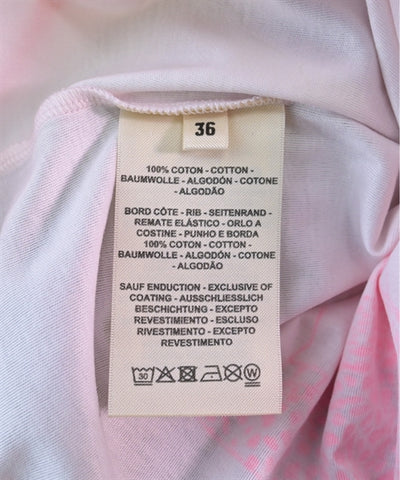 36
100% COTON - COTTON -
BAUMWOLLE - ALGODÓN - COTONE
- ALGODÃO
BORD CÔTE - RIB - SEITENRAND -
REMATE ELÁSTICO - ORLO A
COSTINE - PUNHO E BORDA
100% COTON - COTTON -
BAUMWOLLE - ALGODÓN - COTONE
- ALGODÃO
SAUF ENDUCTION - EXCLUSIVE OF
COATING - AUSSCHLIESSLICH
BESCHICHTUNG - EXCEPTO
REVESTIMIENTO - ESCLUSO
RIVESTIMENTO - EXCEPTO
REVESTIMENTO
30 W